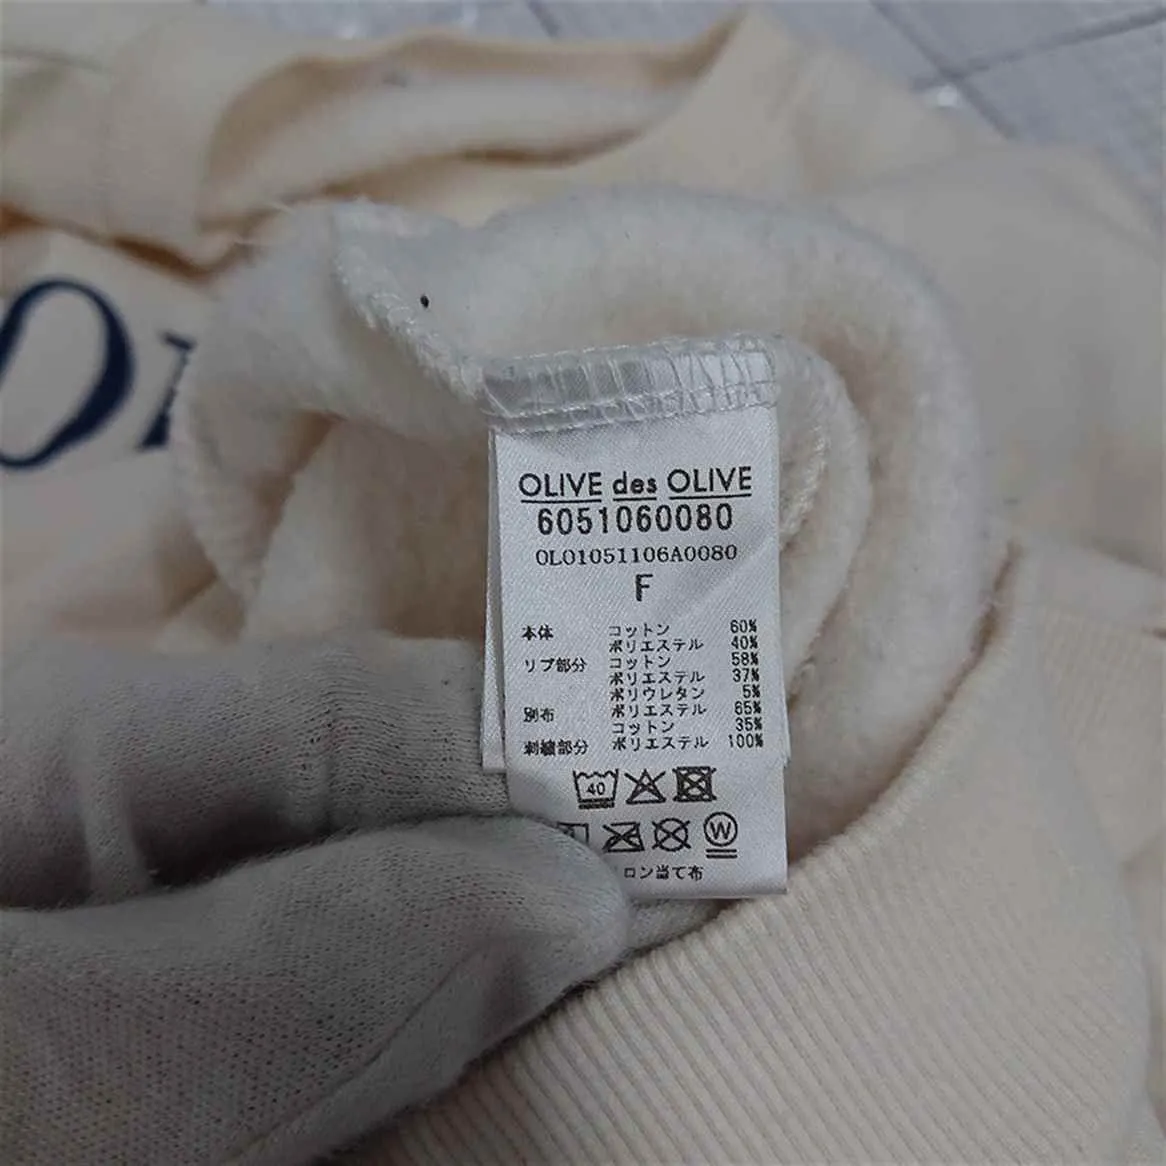 OLIVE des OLIVE
6051060080
OL01051106A0080
F
本体 コットン 60%
ポリエステル 40%
リブ部分 コットン 58%
ポリエステル 37%
ポリウレタン 5%
別布 ポリエステル 65%
コットン 35%
刺繍部分 ポリエステル 100%
40
W
ロン当て布